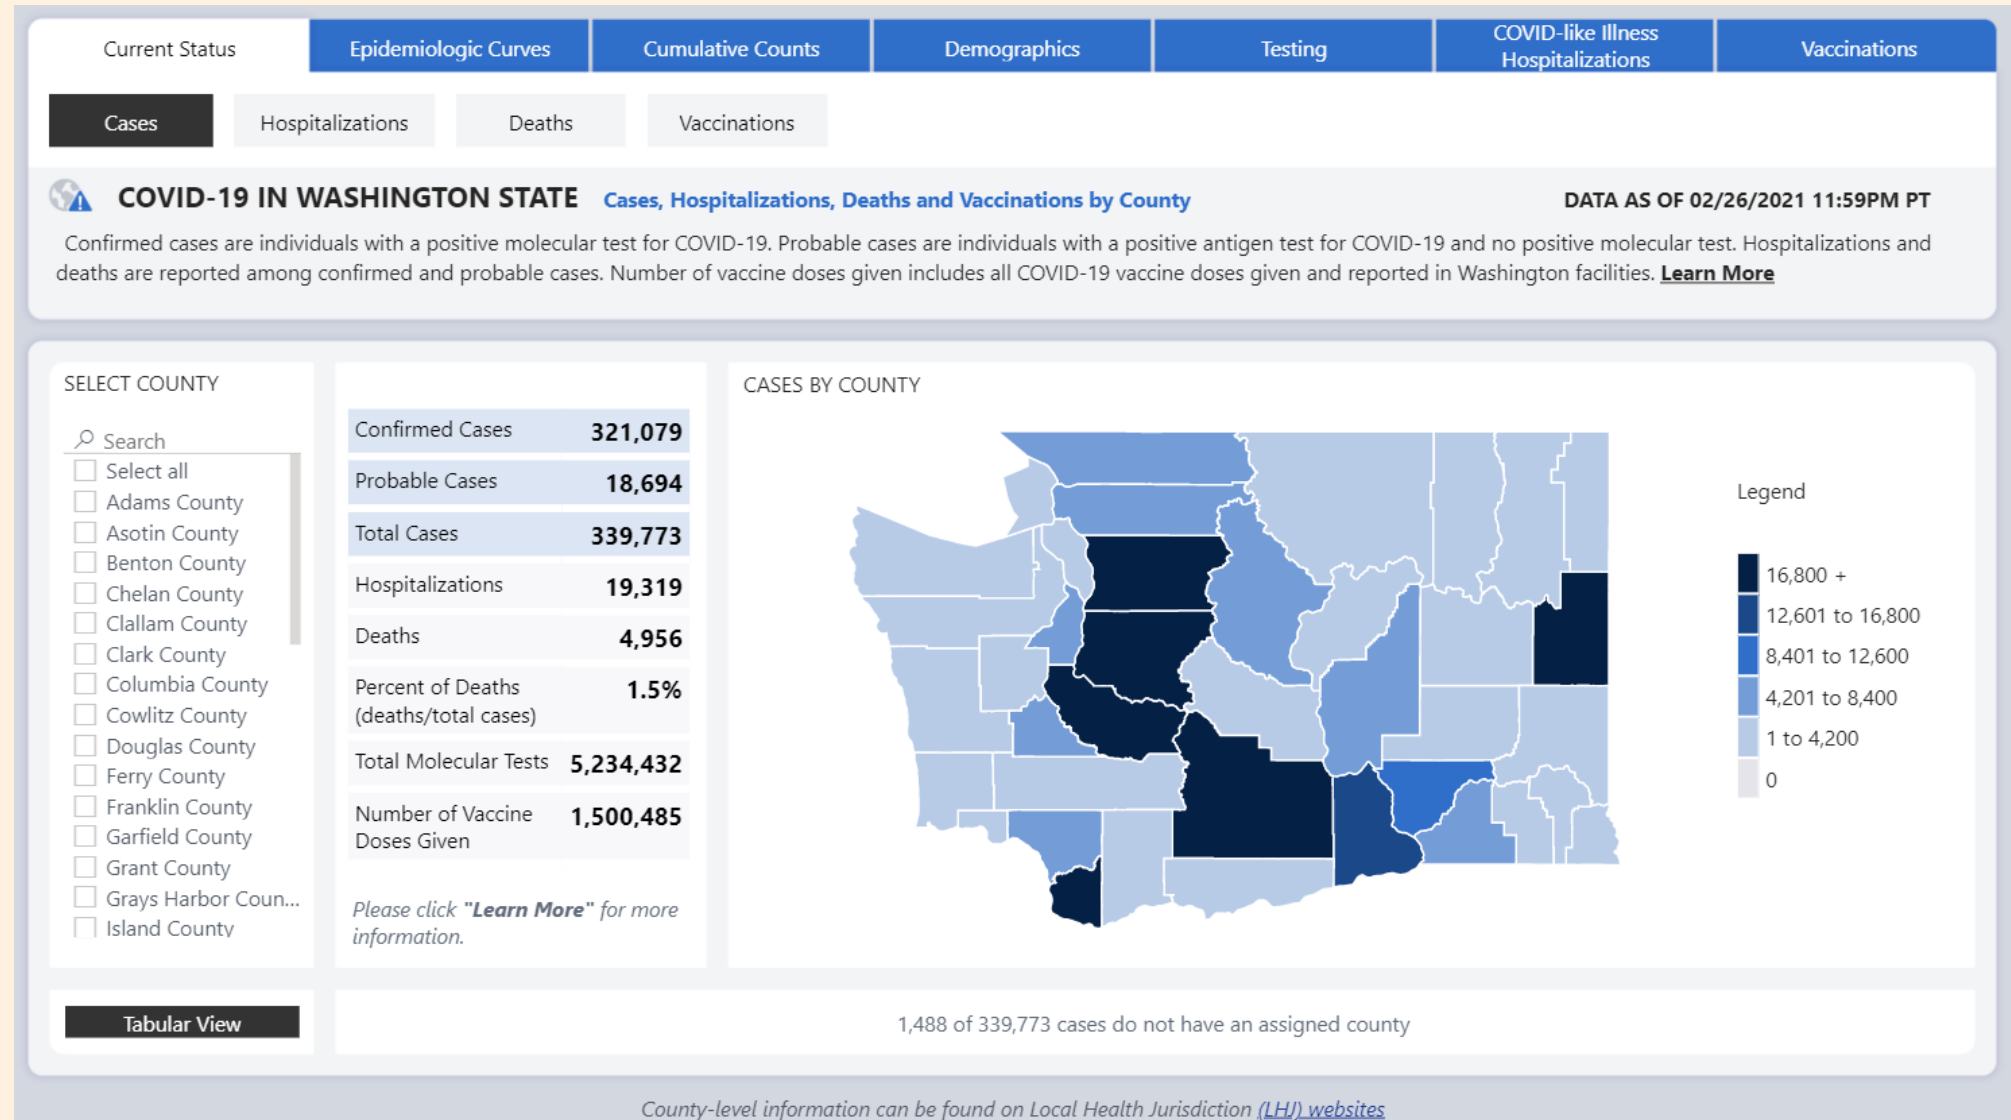 Current Status
Epidemiologic Curves
Cumulative Counts
Demographics
Testing
COVID-like Illness
Hospitalizations
Vaccinations
Cases
Hospitalizations
Deaths
Vaccinations
COVID-19 IN WASHINGTON STATE
Cases, Hospitalizations, Deaths and Vaccinations by County
DATA AS OF 02/26/2021 11:59PM PT
Confirmed cases are individuals with a positive molecular test for COVID-19. Probable cases are individuals with a positive antigen test for COVID-19 and no positive molecular test. Hospitalizations and
deaths are reported among confirmed and probable cases. Number of vaccine doses given includes all COVID-19 vaccine doses given and reported in Washington facilities. Learn More
SELECT COUNTY
Search
Select all
Adams County
Asotin County
Benton County
Chelan County
Clallam County
Clark County
Columbia County
Cowlitz County
Douglas County
Ferry County
Franklin County
Garfield County
Grant County
Grays Harbor Coun...
Island County
Tabular View
Confirmed Cases 321,079
Probable Cases 18,694
Total Cases 339,773
Hospitalizations 19,319
Deaths 4,956
Percent of Deaths 1.5%
(deaths/total cases)
Total Molecular Tests 5,234,432
Number of Vaccine 1,500,485
Doses Given
Please click "Learn More" for more
information.
CASES BY COUNTY
Legend
16,800 +
12,601 to 16,800
8,401 to 12,600
4,201 to 8,400
1 to 4,200
0
1,488 of 339,773 cases do not have an assigned county
County-level information can be found on Local Health Jurisdiction (LHJ) websites